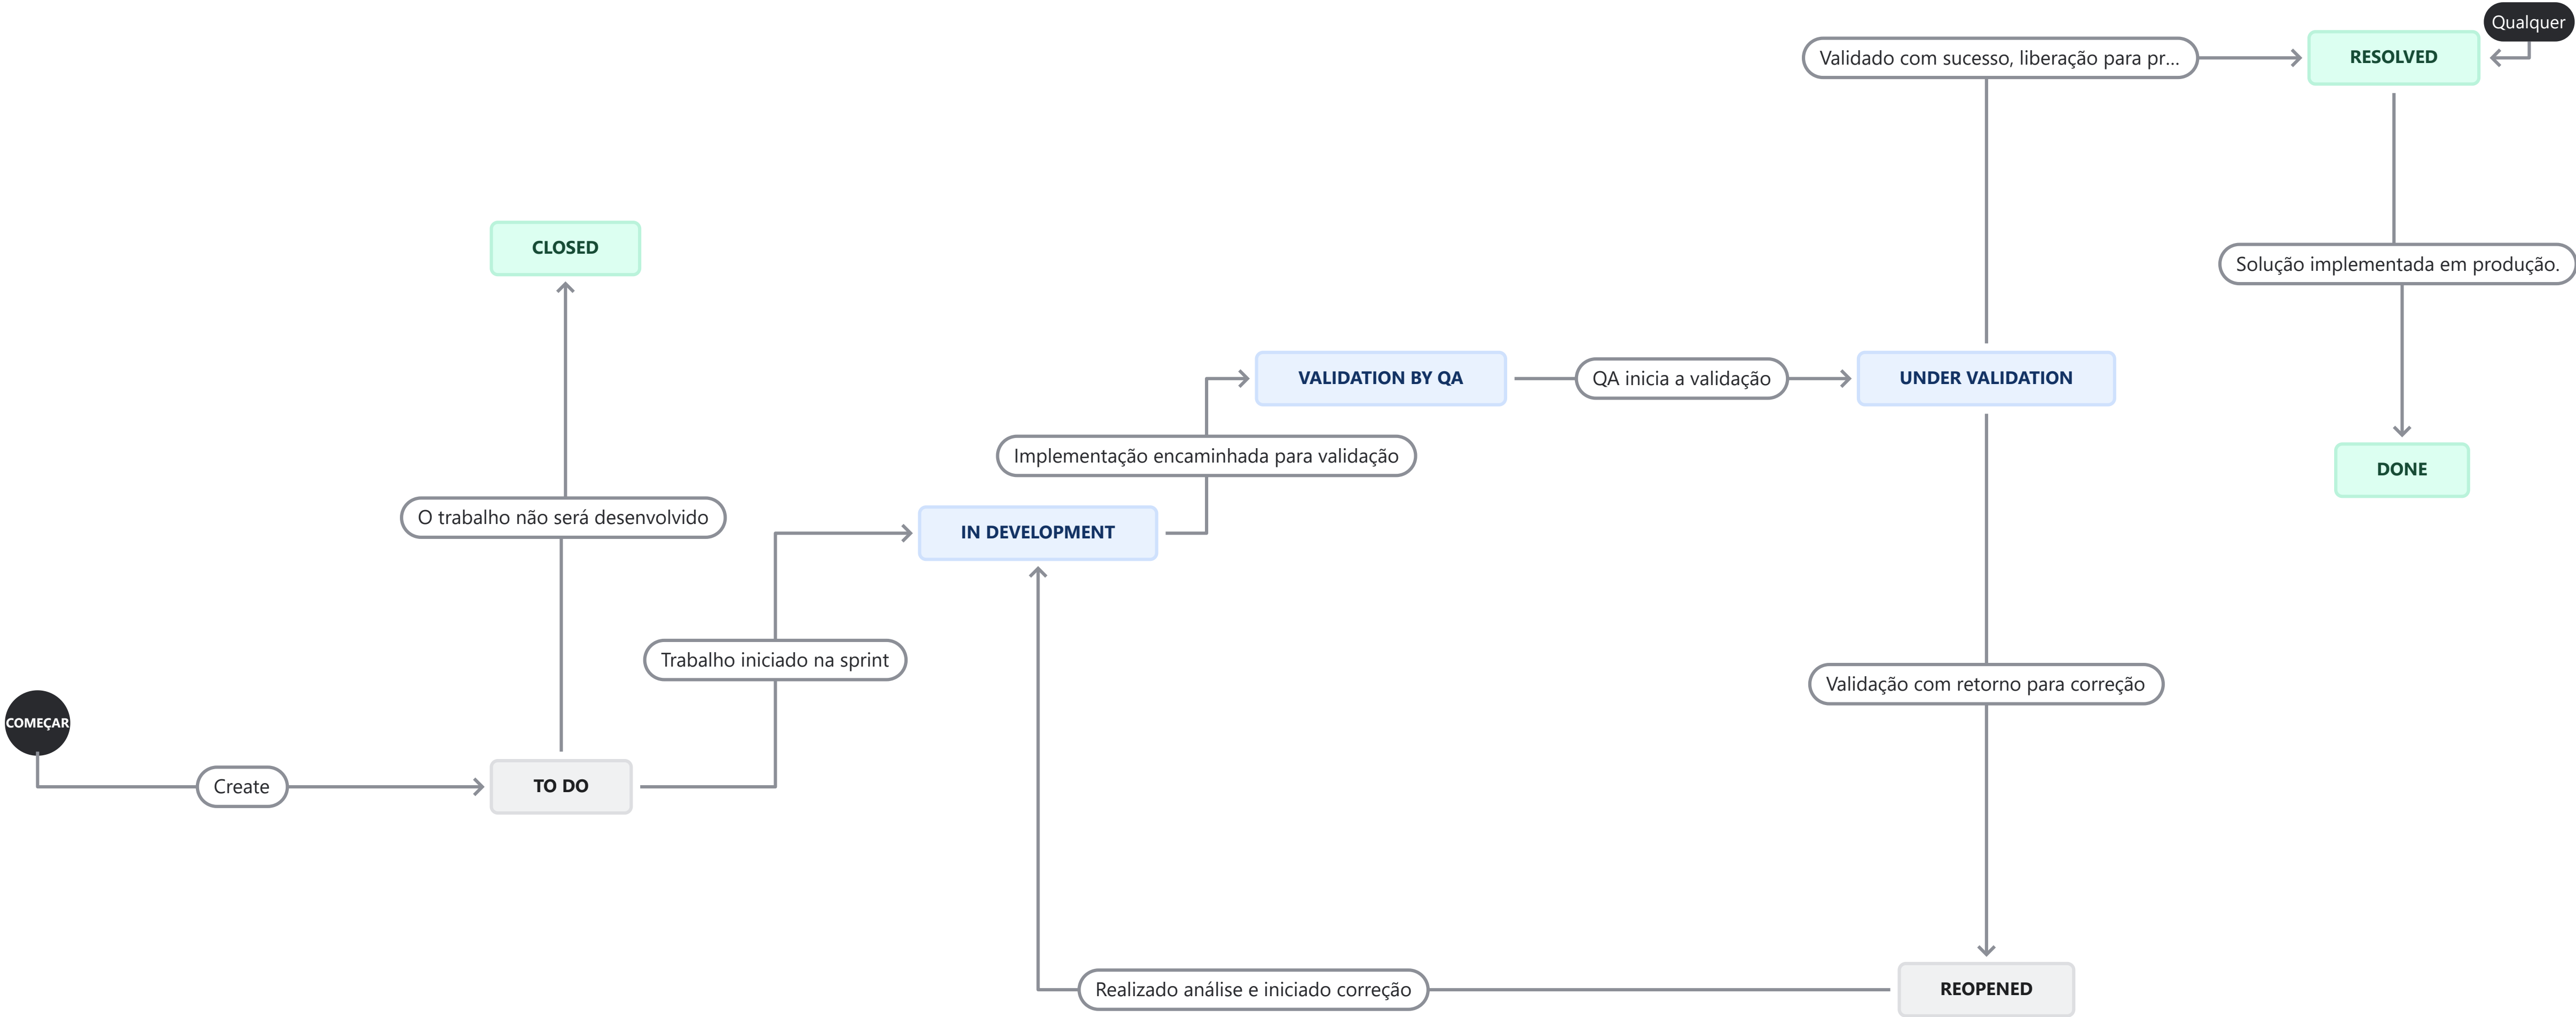 Qualquer
Validado com sucesso, liberação para pr...
RESOLVED
CLOSED
Solução implementada em produção.
VALIDATION BY QA
QA inicia a validação
UNDER VALIDATION
Implementação encaminhada para validação
DONE
O trabalho não será desenvolvido
IN DEVELOPMENT
Trabalho iniciado na sprint
Validação com retorno para correção
COMEÇAR
Create
TO DO
Realizado análise e iniciado correção
REOPENED